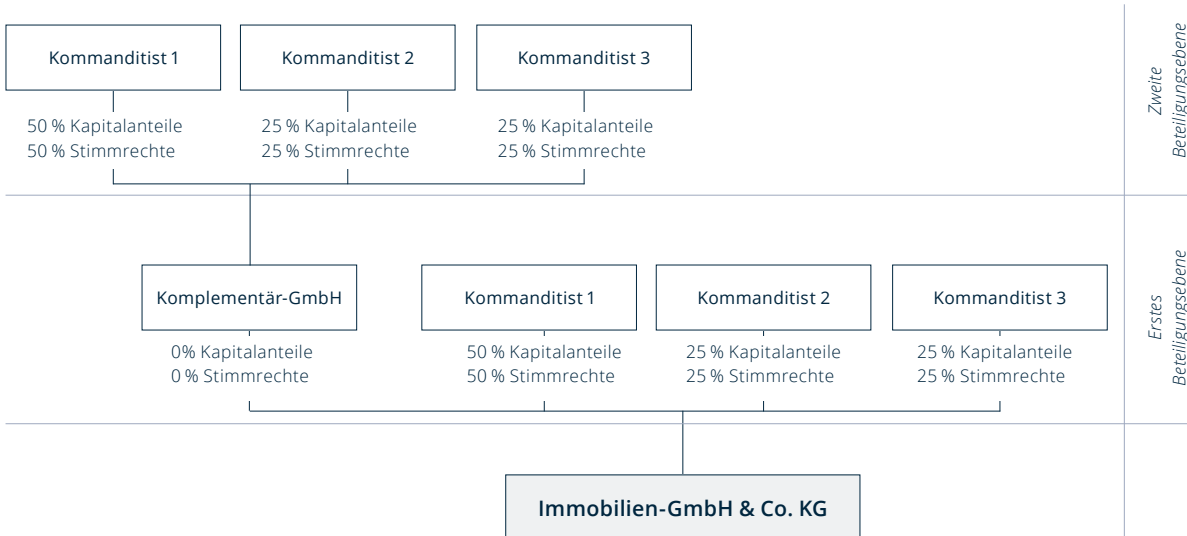 Kommanditist 1
Kommanditist 2
Kommanditist 3
50 % Kapitalanteile
50 % Stimmrechte
25 % Kapitalanteile
25 % Stimmrechte
25 % Kapitalanteile
25 % Stimmrechte
Zweite
Beteiligungsebene
Komplementär-GmbH
Kommanditist 1
Kommanditist 2
Kommanditist 3
0% Kapitalanteile
0 % Stimmrechte
50 % Kapitalanteile
50 % Stimmrechte
25 % Kapitalanteile
25 % Stimmrechte
25 % Kapitalanteile
25 % Stimmrechte
Erstes
Beteiligungsebene
Immobilien-GmbH & Co. KG